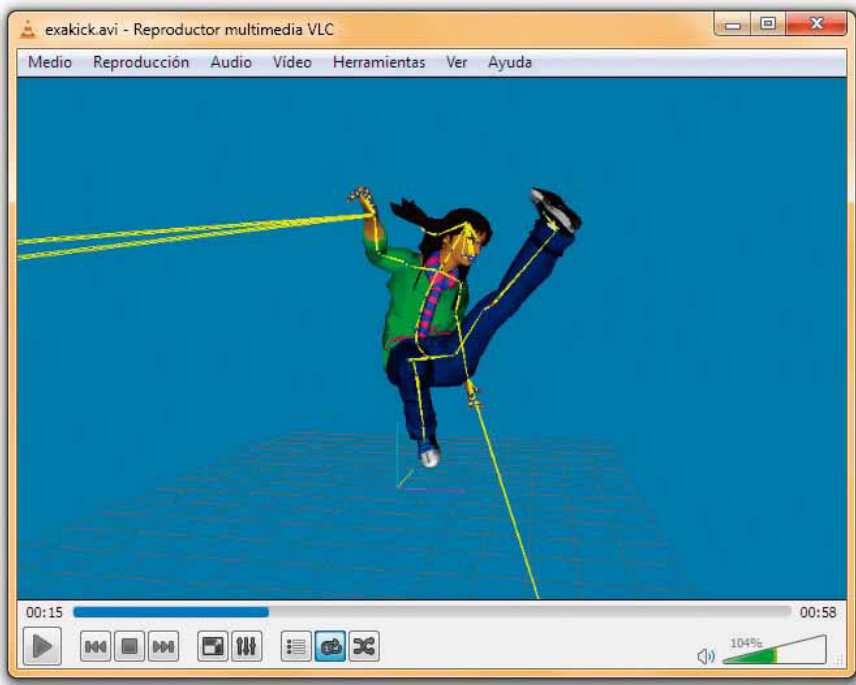 exakick.avi - Reproductor multimedia VLC
Medio Reproducción Audio Vídeo Herramientas Ver Ayuda
00:15 00:58
104%